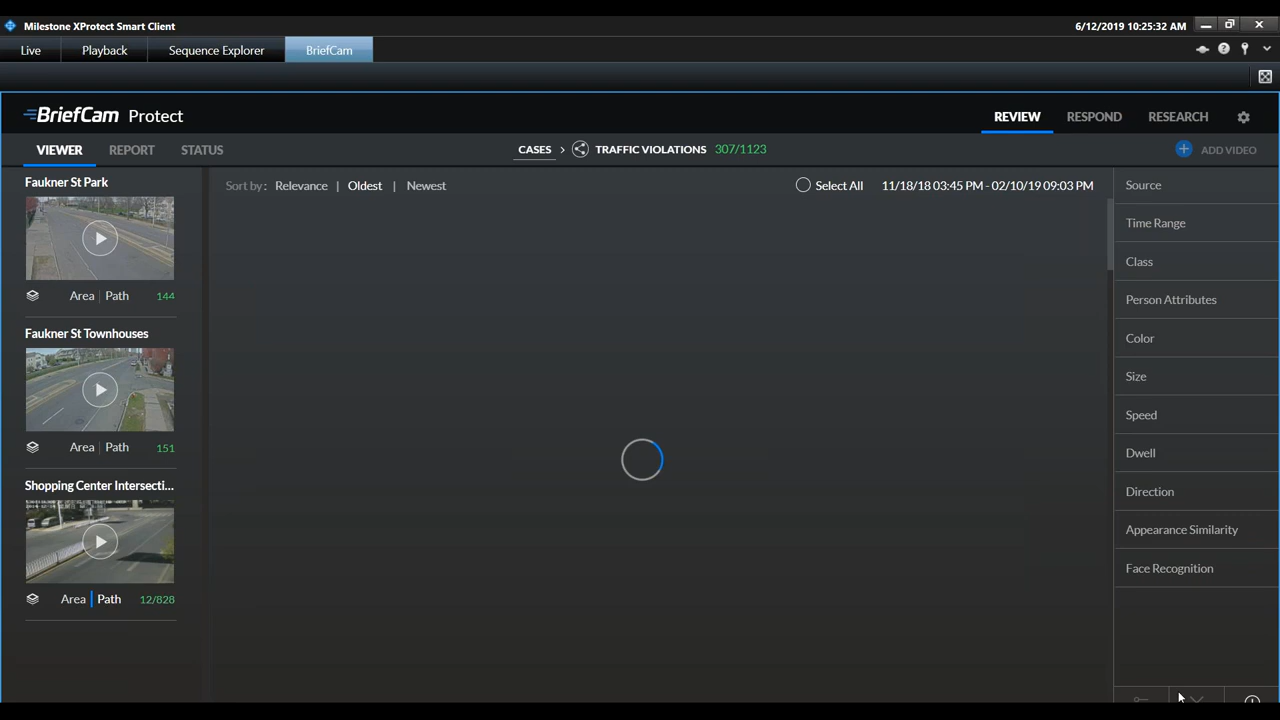 Milestone XProtect Smart Client
6/12/2019 10:25:32 AM
Live Playback Sequence Explorer BriefCam
BriefCam Protect
REVIEW RESPOND RESEARCH
VIEWER REPORT STATUS
CASES > TRAFFIC VIOLATIONS 307/1123
ADD VIDEO
Sort by: Relevance | Oldest | Newest
Select All 11/18/18 03:45 PM - 02/10/19 09:03 PM
Faukner St Park
Area | Path 144
Faukner St Townhouses
Area | Path 151
Shopping Center Intersecti...
Area | Path 12/828
Source
Time Range
Class
Person Attributes
Color
Size
Speed
Dwell
Direction
Appearance Similarity
Face Recognition